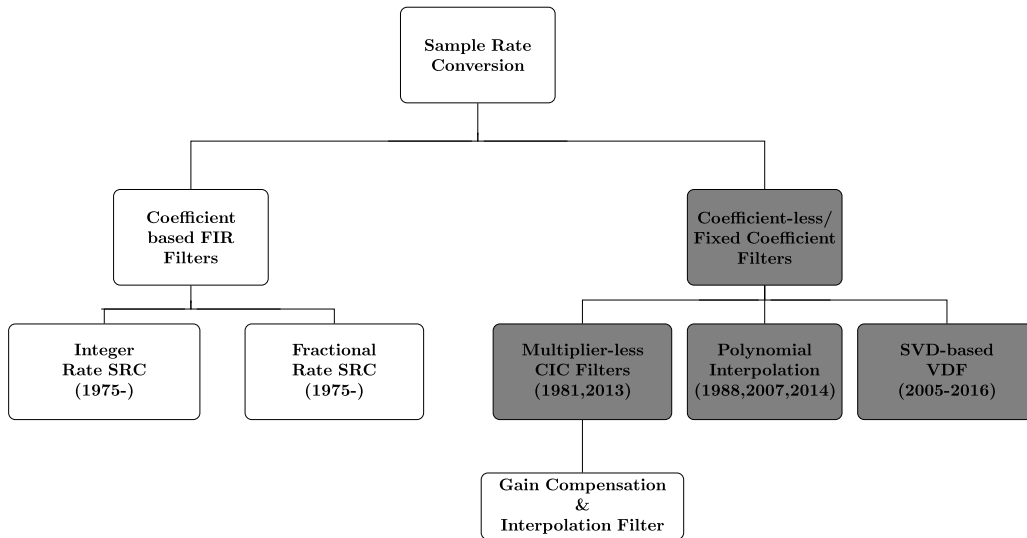 Sample Rate
Conversion
Coefficient
based FIR
Filters
Coefficient-less/
Fixed Coefficient
Filters
Integer
Rate SRC
(1975-)
Fractional
Rate SRC
(1975-)
Multiplier-less
CIC Filters
(1981,2013)
Polynomial
Interpolation
(1988,2007,2014)
SVD-based
VDF
(2005-2016)
Gain Compensation
&
Interpolation Filter